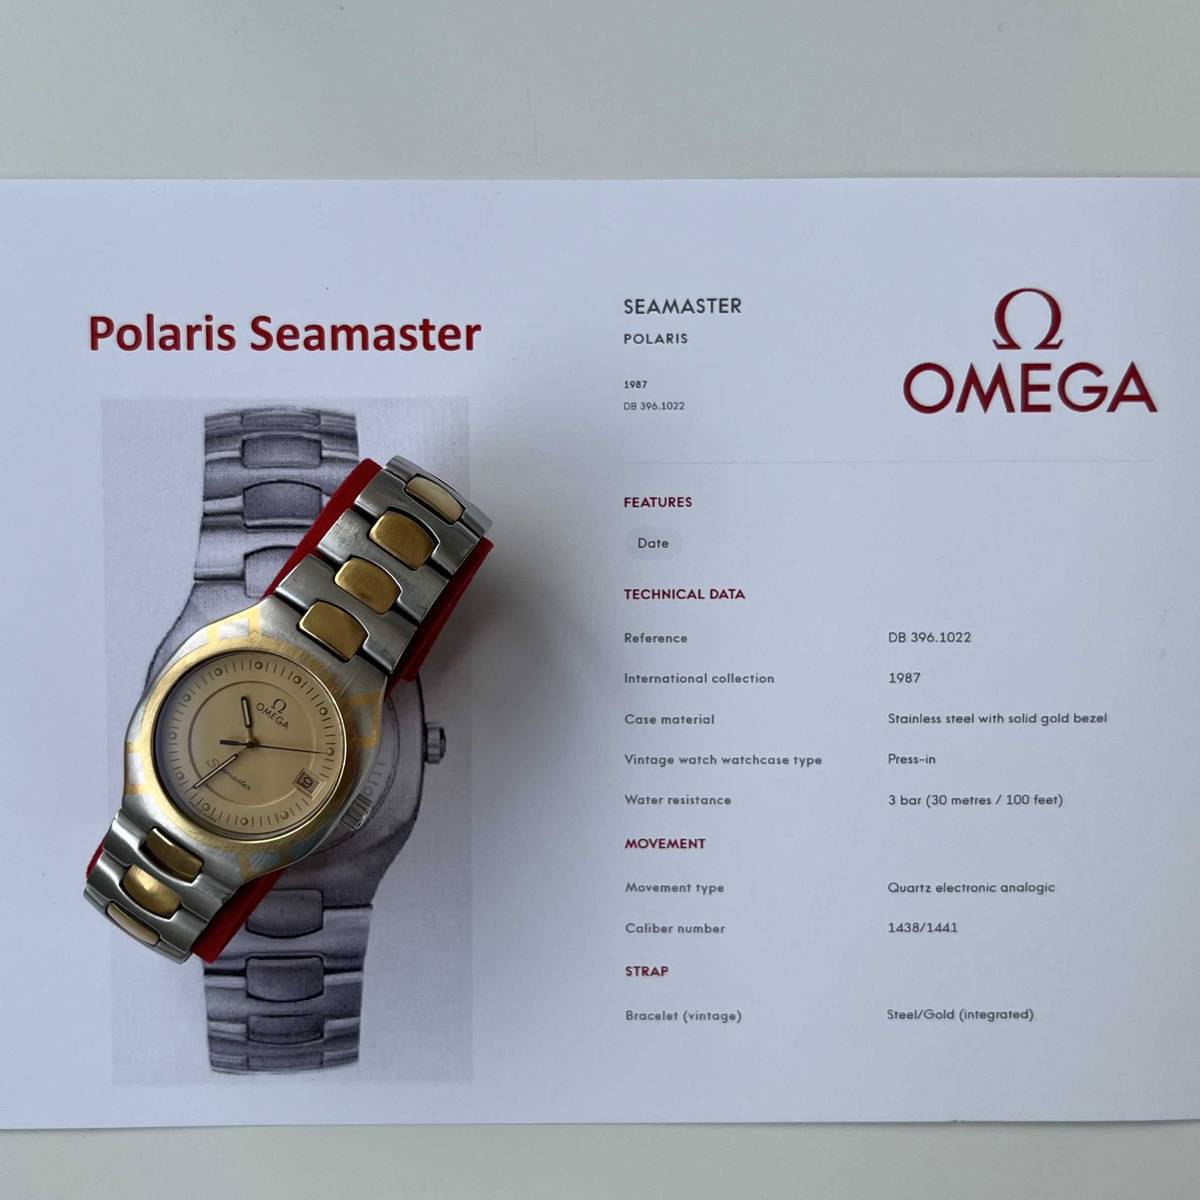 Polaris Seamaster
SEAMASTER
POLARIS
1987
DB 396.1022
Ω
OMEGA
FEATURES
Date
TECHNICAL DATA
Reference DB 396.1022
International collection 1987
Case material Stainless steel with solid gold bezel
Vintage watch watchcase type Press-in
Water resistance 3 bar (30 metres / 100 feet)
MOVEMENT
Movement type Quartz electronic analogic
Caliber number 1438/1441
STRAP
Bracelet (vintage) Steel/Gold (integrated)
Ω
OMEGA
Seamaster